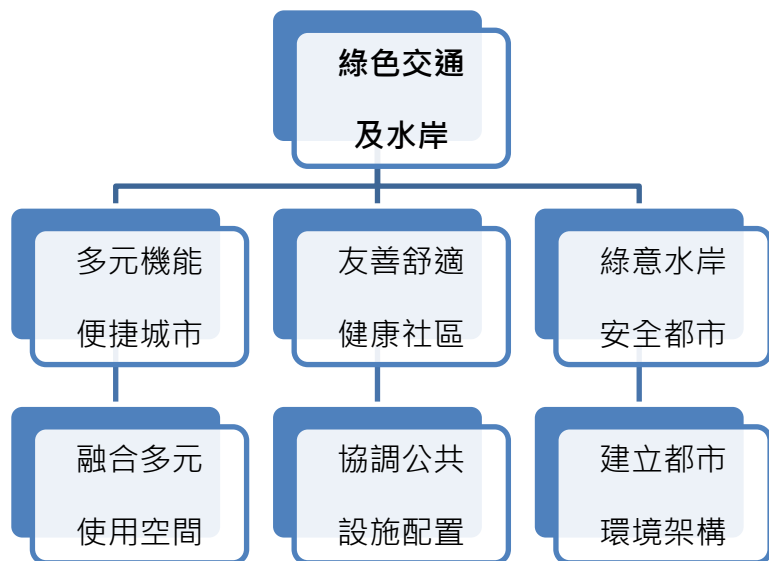 綠色交通
及水岸
多元機能
便捷城市
友善舒適
健康社區
綠意水岸
安全都市
融合多元
使用空間
協調公共
設施配置
建立都市
環境架構